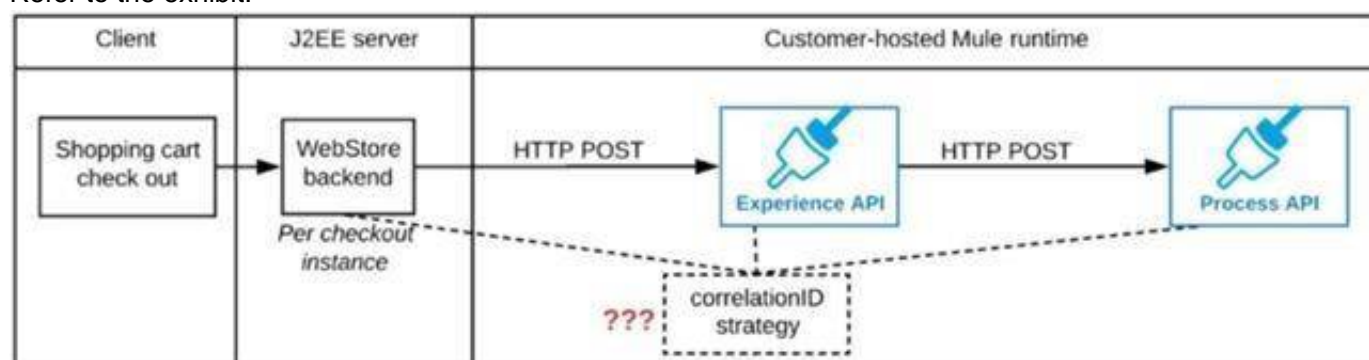 Refer to the exhibit.
Client
J2EE server
Customer-hosted Mule runtime
Shopping cart
check out
WebStore
backend
HTTP POST
Experience API
HTTP POST
Process API
Per checkout
instance
???
correlationID
strategy